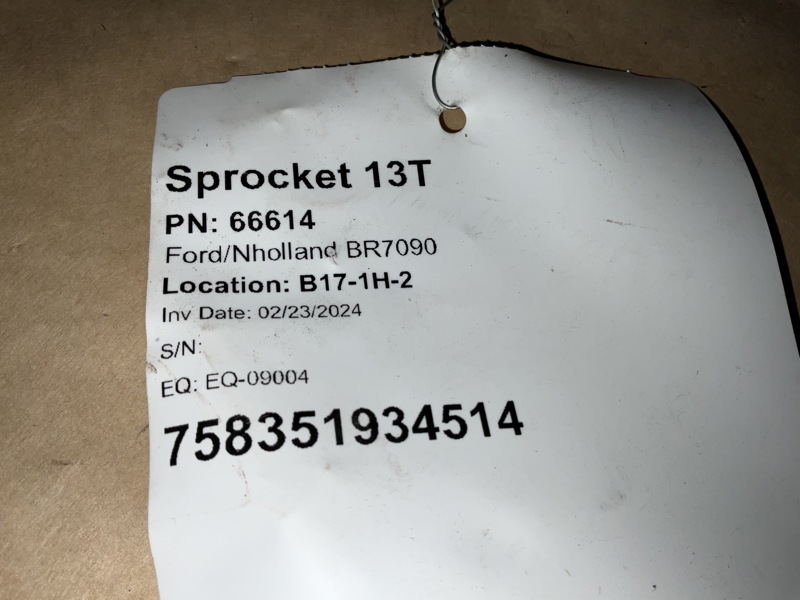 Sprocket 13T
PN: 66614
Ford/Nholland BR7090
Location: B17-1H-2
Inv Date: 02/23/2024
S/N:
EQ: EQ-09004
758351934514